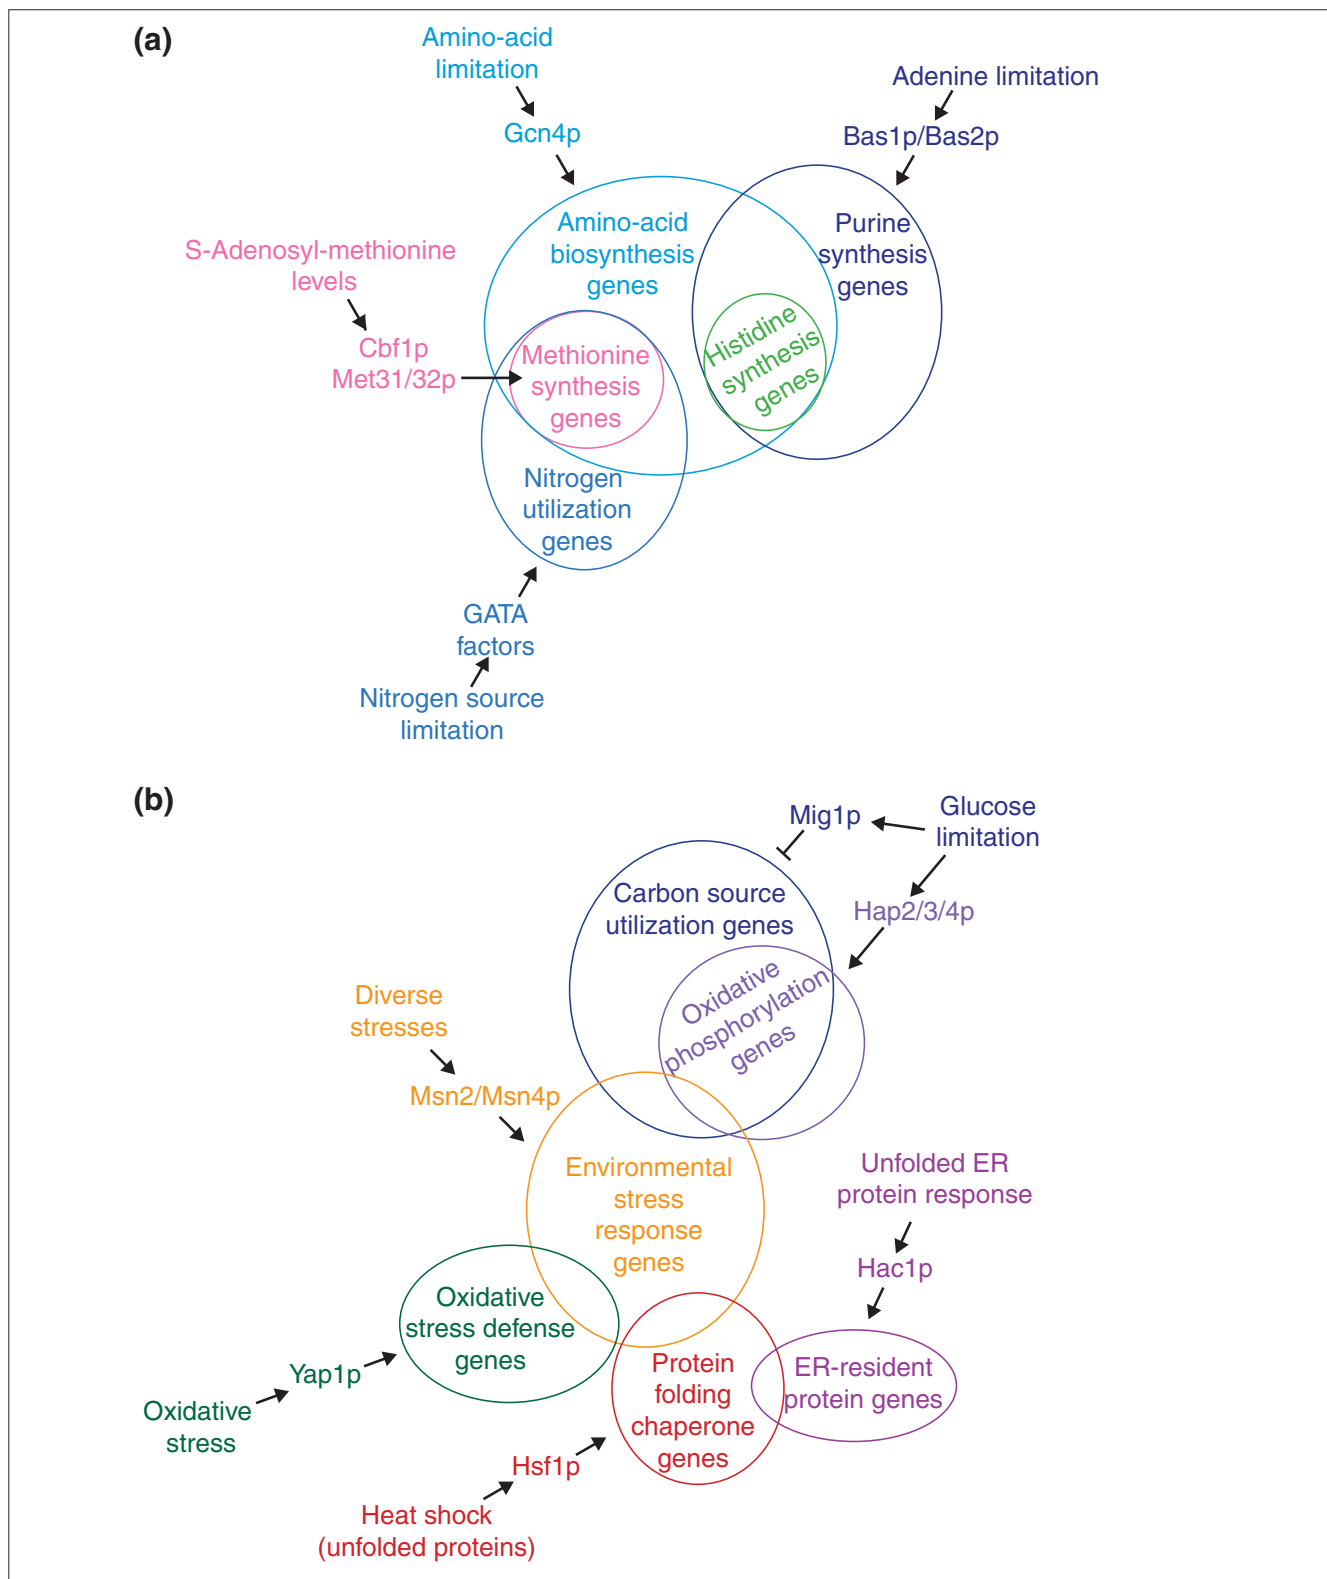 (a)
Amino-acid
limitation
Gcn4p
Adenine limitation
Bas1p/Bas2p
Amino-acid
biosynthesis
genes
Purine
synthesis
genes
S-Adenosyl-methionine
levels
Cbf1p
Met31/32p
Methionine
synthesis
genes
Histidine
synthesis
genes
Nitrogen
utilization
genes
GATA
factors
Nitrogen source
limitation
(b)
Mig1p
Glucose
limitation
Carbon source
utilization genes
Hap2/3/4p
Oxidative
phosphorylation
genes
Diverse
stresses
Msn2/Msn4p
Environmental
stress
response
genes
Unfolded ER
protein response
Hac1p
Oxidative
stress defense
genes
Yap1p
Oxidative
stress
Protein
folding
chaperone
genes
ER-resident
protein genes
Hsf1p
Heat shock
(unfolded proteins)